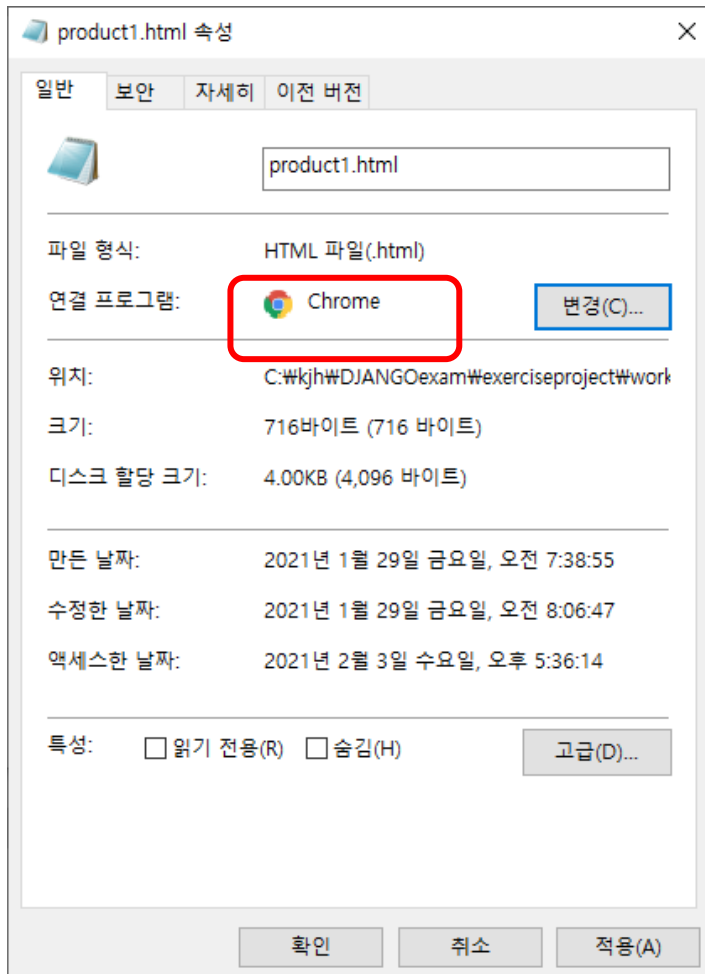 product1.html 속성
일반 보안 자세히 이전 버전
product1.html
파일 형식: HTML 파일(.html)
연결 프로그램: Chrome 변경(C)...
위치: C:₩kjh₩DJANGOexam₩exerciseproject₩work
크기: 716바이트 (716 바이트)
디스크 할당 크기: 4.00KB (4,096 바이트)
만든 날짜: 2021년 1월 29일 금요일, 오전 7:38:55
수정한 날짜: 2021년 1월 29일 금요일, 오전 8:06:47
액세스한 날짜: 2021년 2월 3일 수요일, 오후 5:36:14
특성: 읽기 전용(R) 숨김(H) 고급(D)...
확인 취소 적용(A)